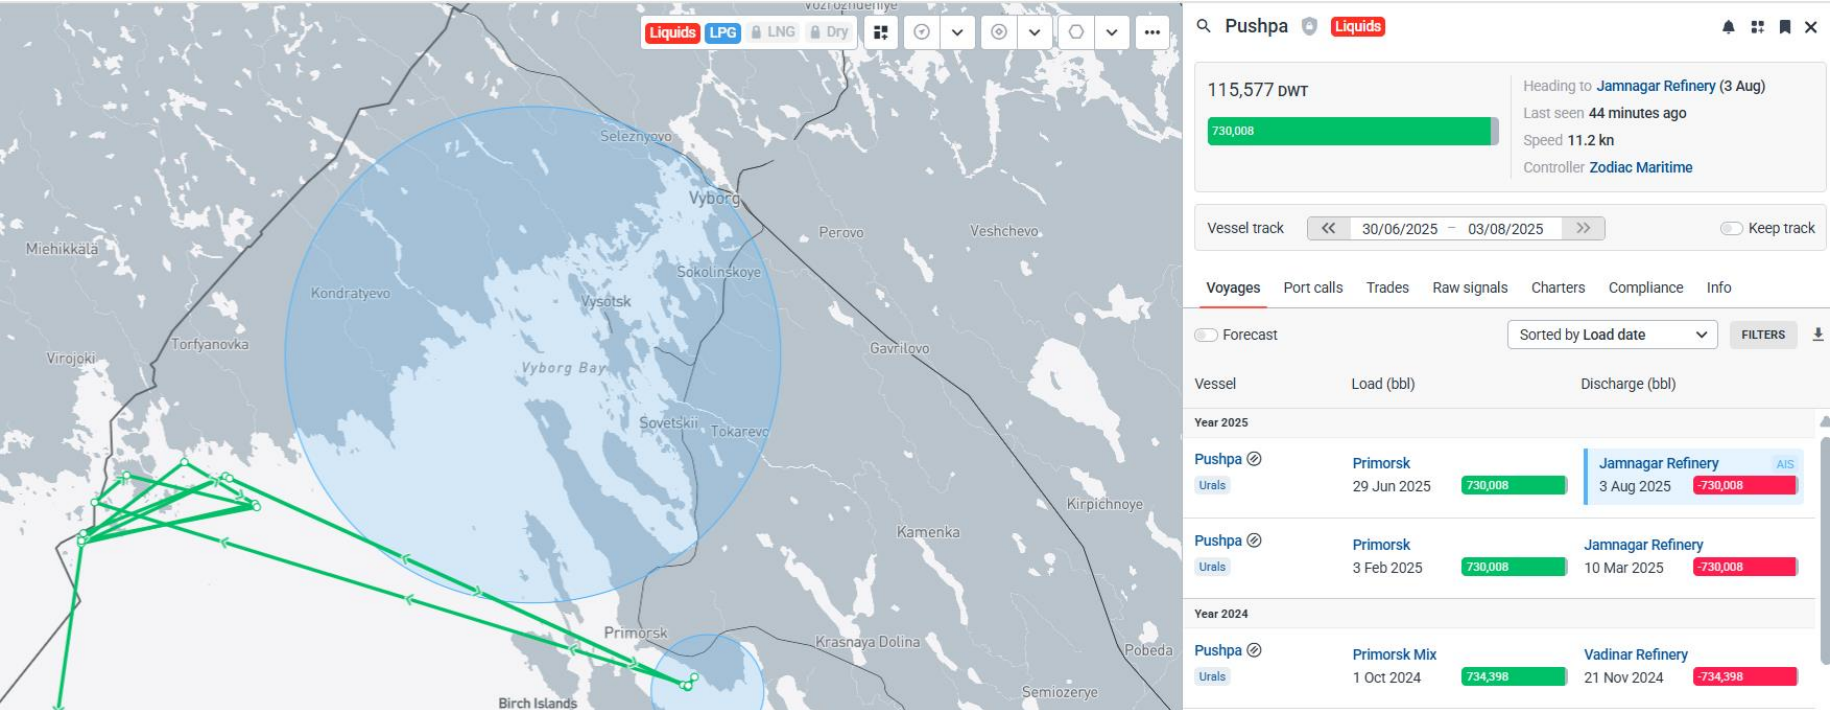 Vozrozhdeniye
Liquids LPG LNG Dry
Seleznyovo
Vyborg
Miehikkälä
Perovo
Veshchevo
Sokolinskoye
Kondratyevo
Vysotsk
Torfyanovka
Virojoki
Vyborg Bay
Gavrilovo
Sovetskii
Tokarevo
Kirpichnoye
Kamenka
Primorsk
Krasnaya Dolina
Pobeda
Semiozerye
Birch Islands
Pushpa Liquids
115,577 DWT
730,008
Heading to Jamnagar Refinery (3 Aug)
Last seen 44 minutes ago
Speed 11.2 kn
Controller Zodiac Maritime
Vessel track 30/06/2025 – 03/08/2025 Keep track
Voyages Port calls Trades Raw signals Charters Compliance Info
Forecast Sorted by Load date FILTERS
Vessel Load (bbl) Discharge (bbl)
Year 2025
Pushpa Primorsk Jamnagar Refinery AIS
Urals 29 Jun 2025 730,008 3 Aug 2025 -730,008
Pushpa Primorsk Jamnagar Refinery
Urals 3 Feb 2025 730,008 10 Mar 2025 -730,008
Year 2024
Pushpa Primorsk Mix Vadinar Refinery
Urals 1 Oct 2024 734,398 21 Nov 2024 -734,398